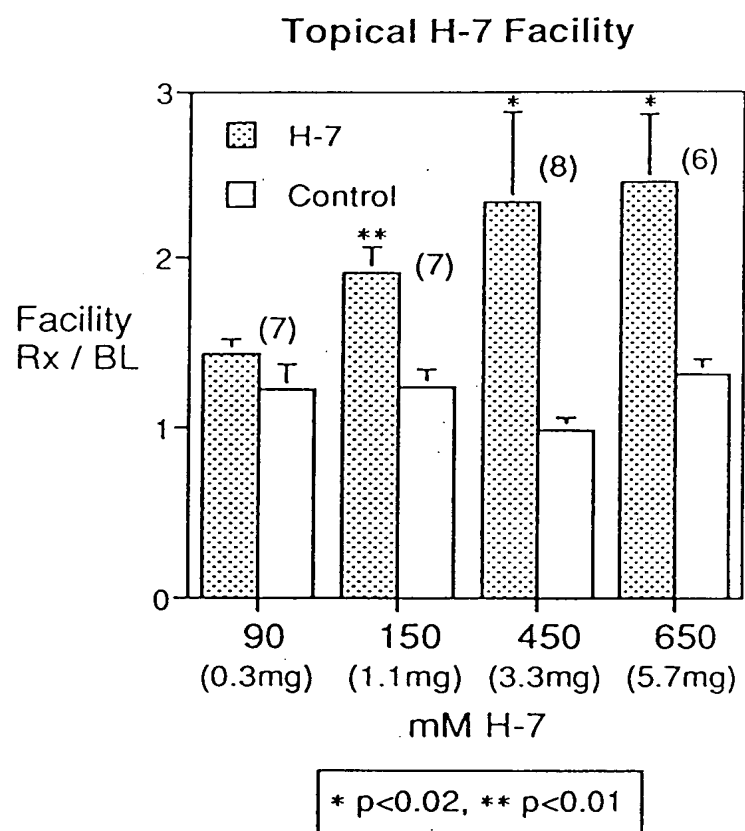 Topical H-7 Facility
3
2
1
0
H-7
Control
Facility
Rx / BL
(7)
**
(7)
*
(8)
*
(6)
90 150 450 650
(0.3mg) (1.1mg) (3.3mg) (5.7mg)
mM H-7
* p<0.02, ** p<0.01